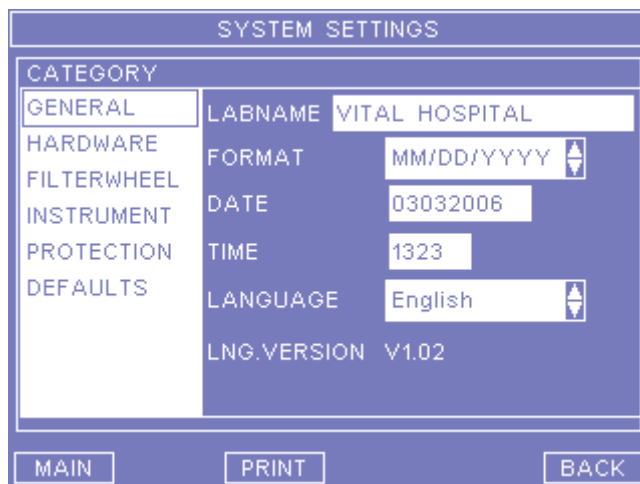 SYSTEM SETTINGS
CATEGORY
GENERAL
HARDWARE
FILTERWHEEL
INSTRUMENT
PROTECTION
DEFAULTS
LABNAME VITAL HOSPITAL
FORMAT MM/DD/YYYY
DATE 03032006
TIME 1323
LANGUAGE English
LNG.VERSION V1.02
MAIN PRINT BACK